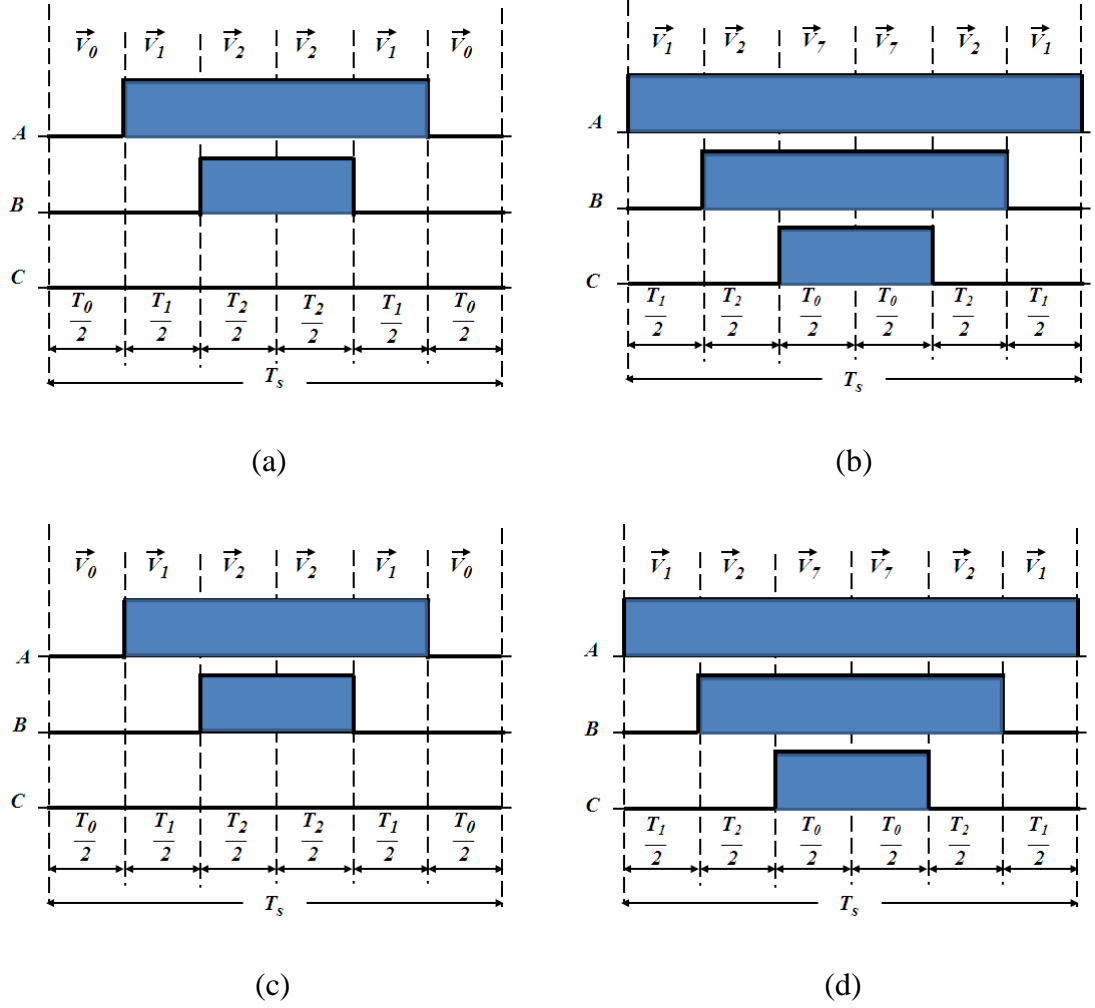 V0 V1 V2 V2 V1 V0
A
B
C
T0/2 T1/2 T2/2 T2/2 T1/2 T0/2
Ts
(a)
V1 V2 V7 V7 V2 V1
A
B
C
T1/2 T2/2 T0/2 T0/2 T2/2 T1/2
Ts
(b)
V0 V1 V2 V2 V1 V0
A
B
C
T0/2 T1/2 T2/2 T2/2 T1/2 T0/2
Ts
(c)
V1 V2 V7 V7 V2 V1
A
B
C
T1/2 T2/2 T0/2 T0/2 T2/2 T1/2
Ts
(d)